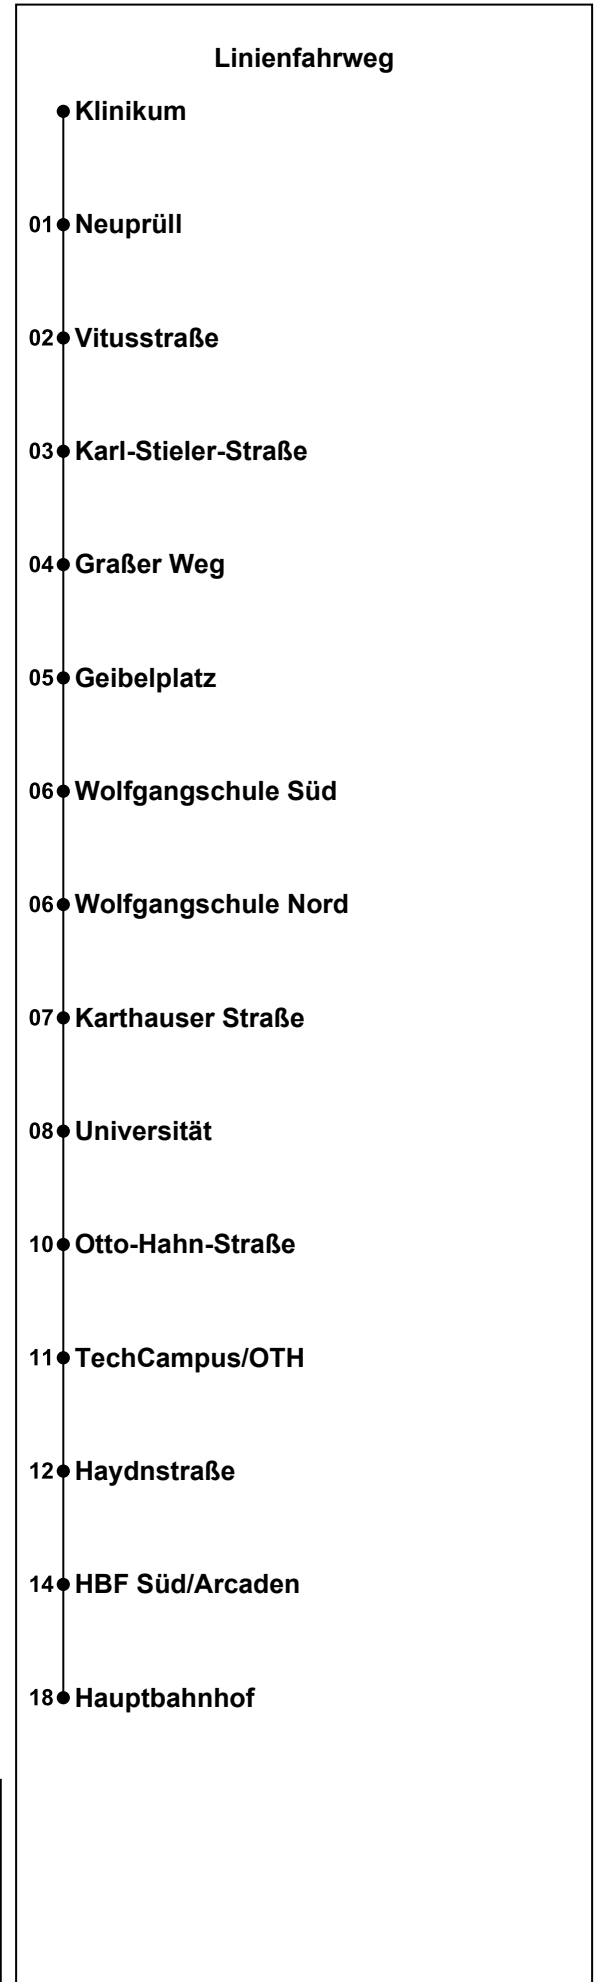 Linienfahrweg
Klinikum
01 Neuprüll
02 Vitusstraße
03 Karl-Stieler-Straße
04 Graßer Weg
05 Geibelplatz
06 Wolfgangschule Süd
06 Wolfgangschule Nord
07 Karthauser Straße
08 Universität
10 Otto-Hahn-Straße
11 TechCampus/OTH
12 Haydnstraße
14 HBF Süd/Arcaden
18 Hauptbahnhof